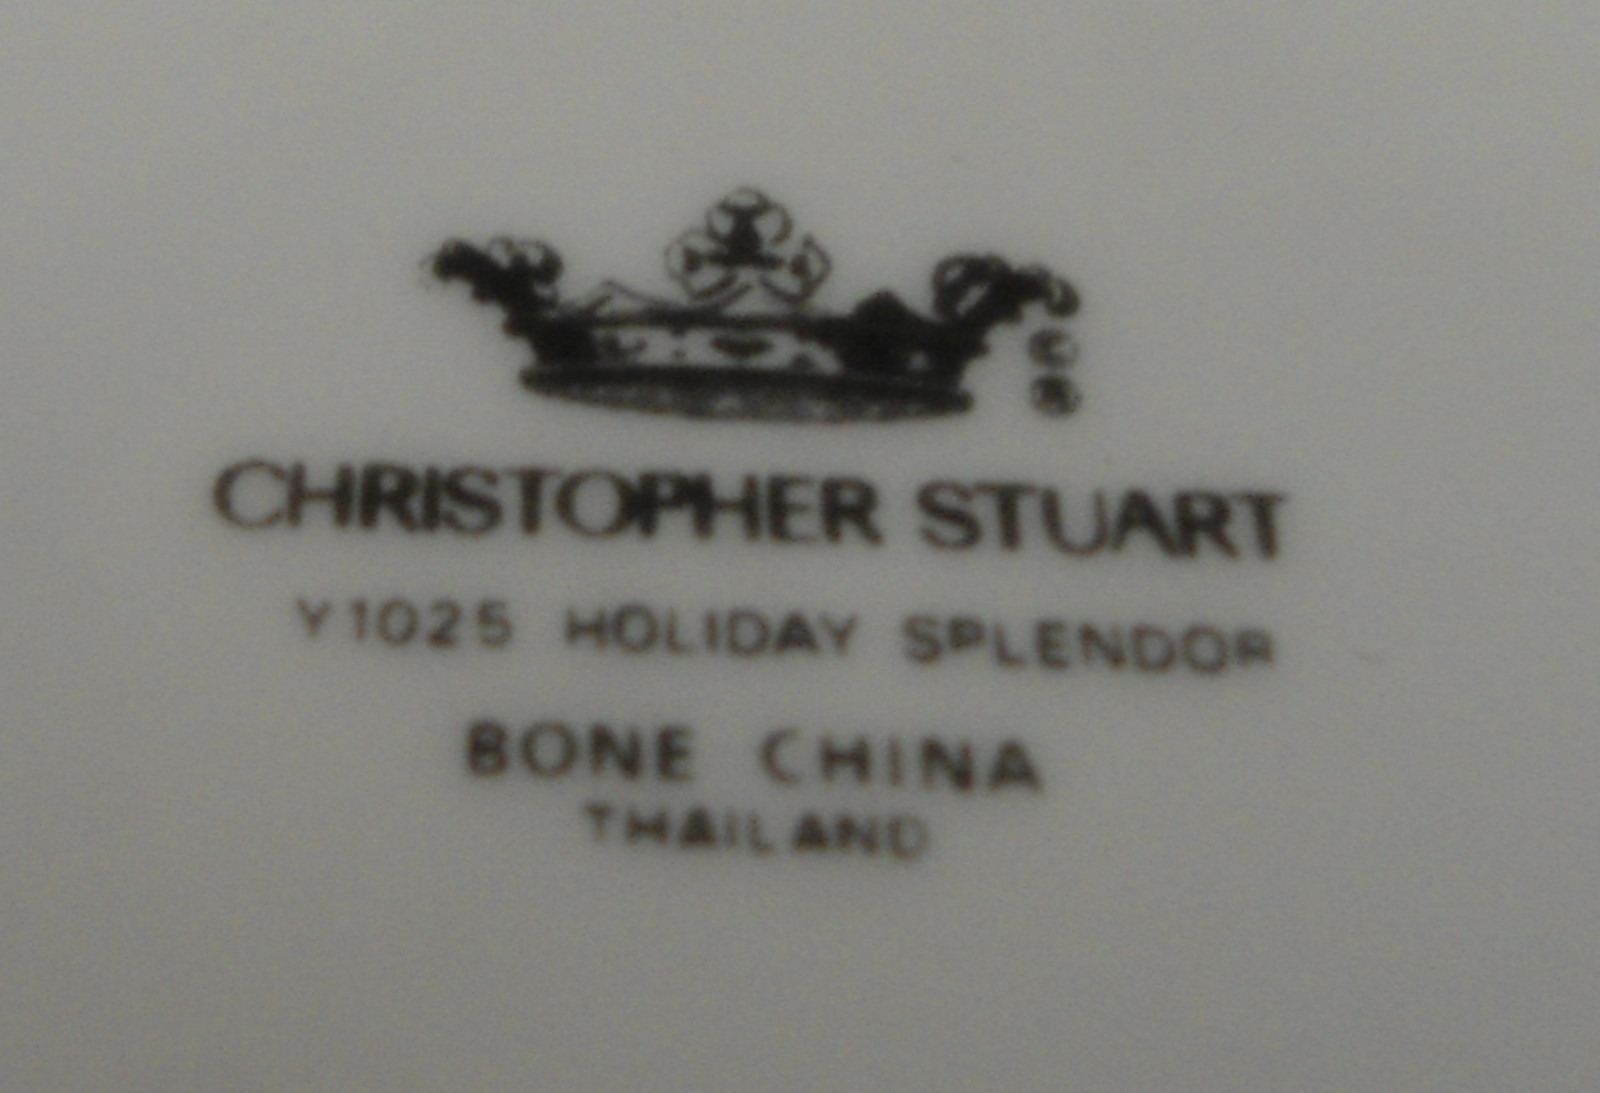 CHRISTOPHER STUART
Y1025 HOLIDAY SPLENDOR
BONE CHINA
THAILAND